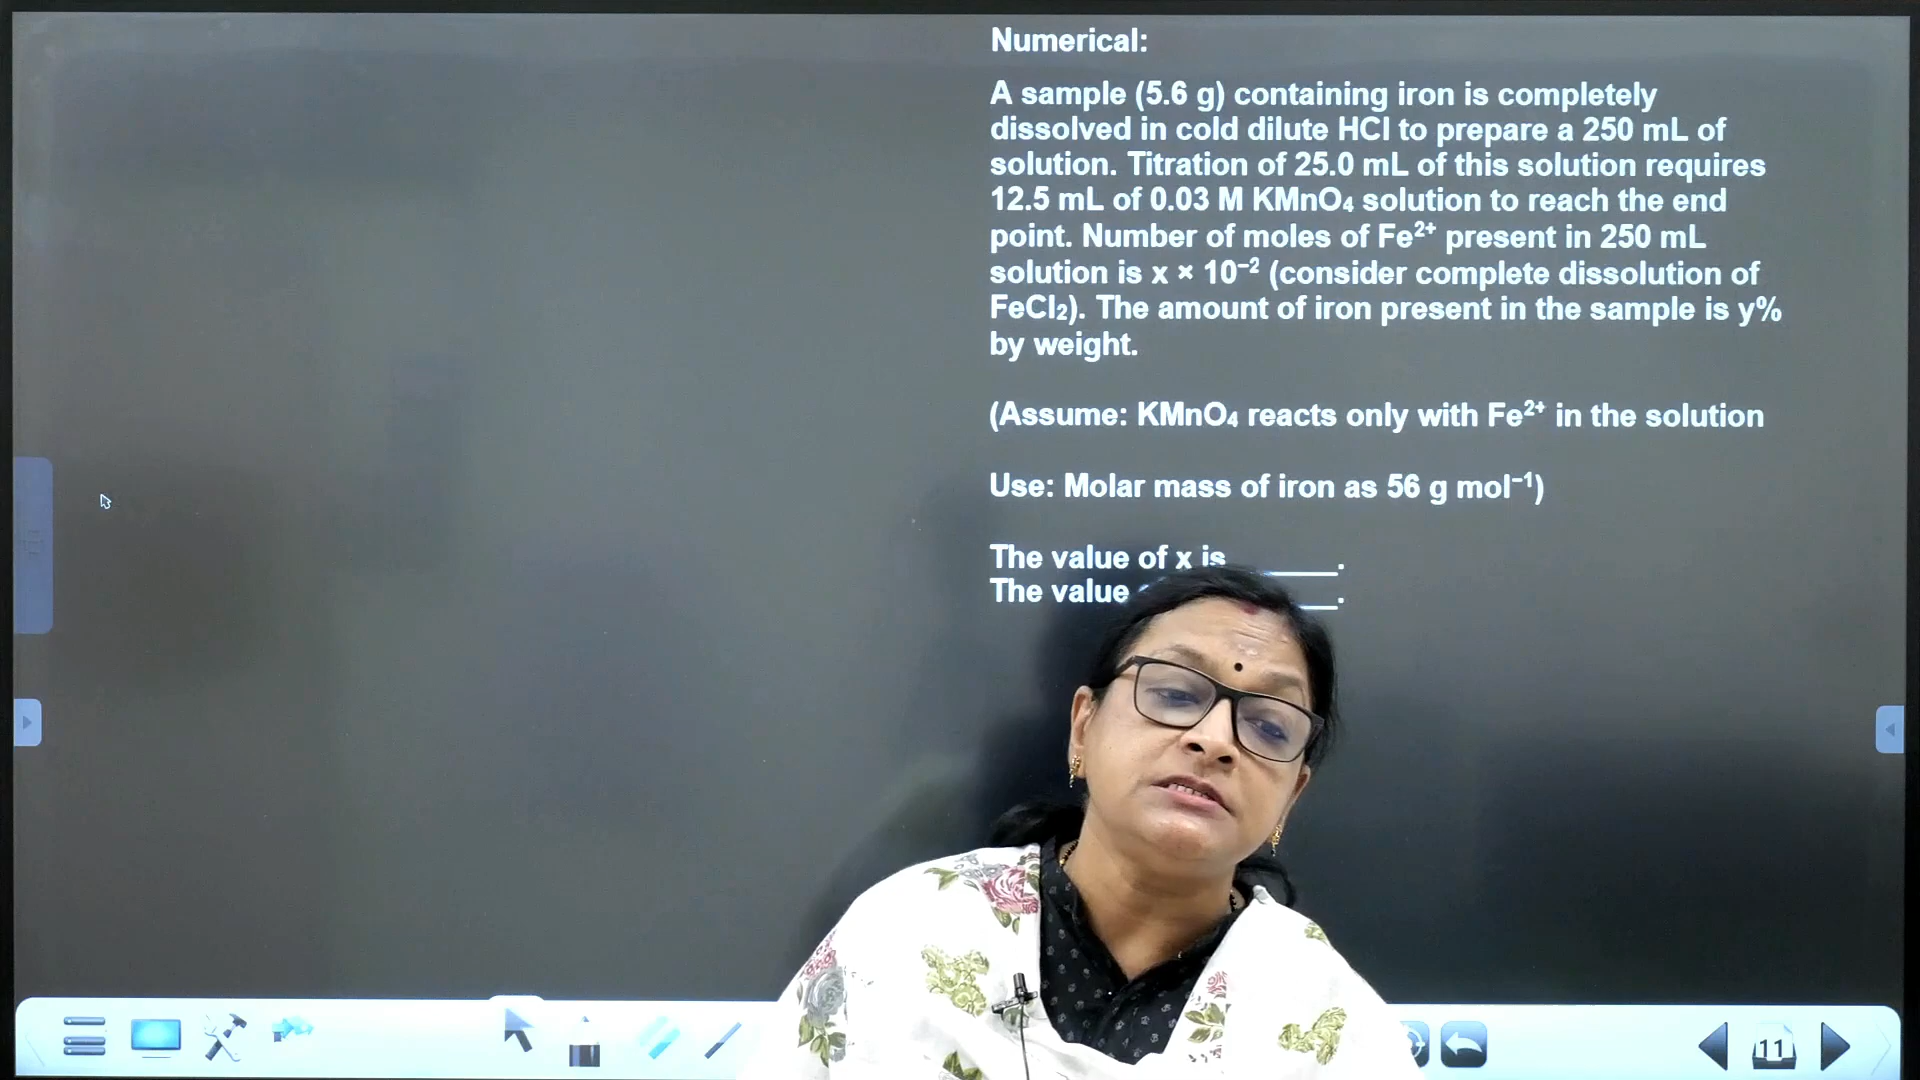 Numerical:
A sample (5.6 g) containing iron is completely
dissolved in cold dilute HCl to prepare a 250 mL of
solution. Titration of 25.0 mL of this solution requires
12.5 mL of 0.03 M KMnO₄ solution to reach the end
point. Number of moles of Fe²⁺ present in 250 mL
solution is x × 10⁻² (consider complete dissolution of
FeCl₂). The amount of iron present in the sample is y%
by weight.
(Assume: KMnO₄ reacts only with Fe²⁺ in the solution
Use: Molar mass of iron as 56 g mol⁻¹)
The value of x is ______.
The value ______.
11